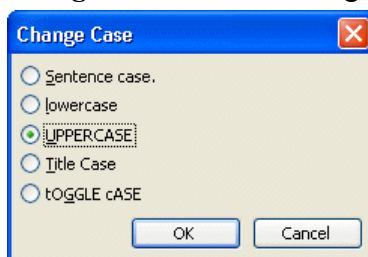 Change Case
Sentence case.
lowercase
UPPERCASE
Title Case
tOGGLE cASE
OK Cancel